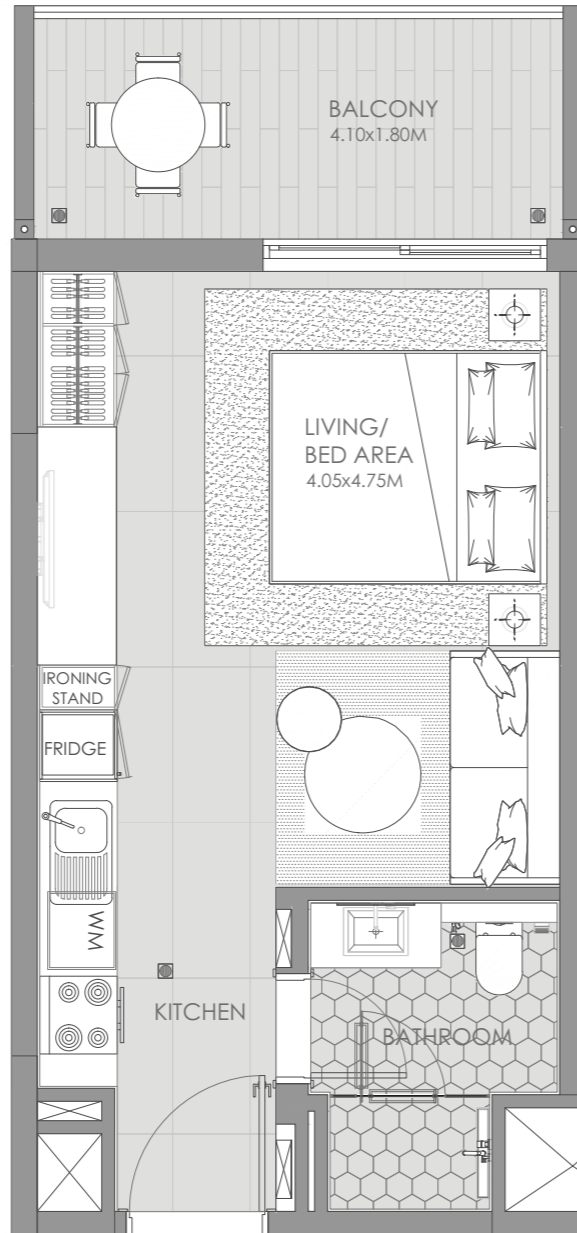 BALCONY
4.10x1.80M
LIVING/
BED AREA
4.05x4.75M
IRONING
STAND
FRIDGE
WM
KITCHEN
BATHROOM